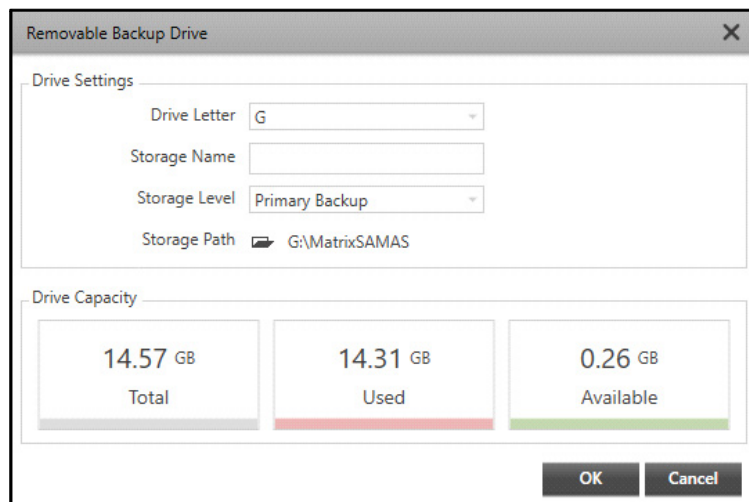 Removable Backup Drive
Drive Settings
Drive Letter G
Storage Name
Storage Level Primary Backup
Storage Path G:\MatrixSAMAS
Drive Capacity
14.57 GB 14.31 GB 0.26 GB
Total Used Available
OK Cancel